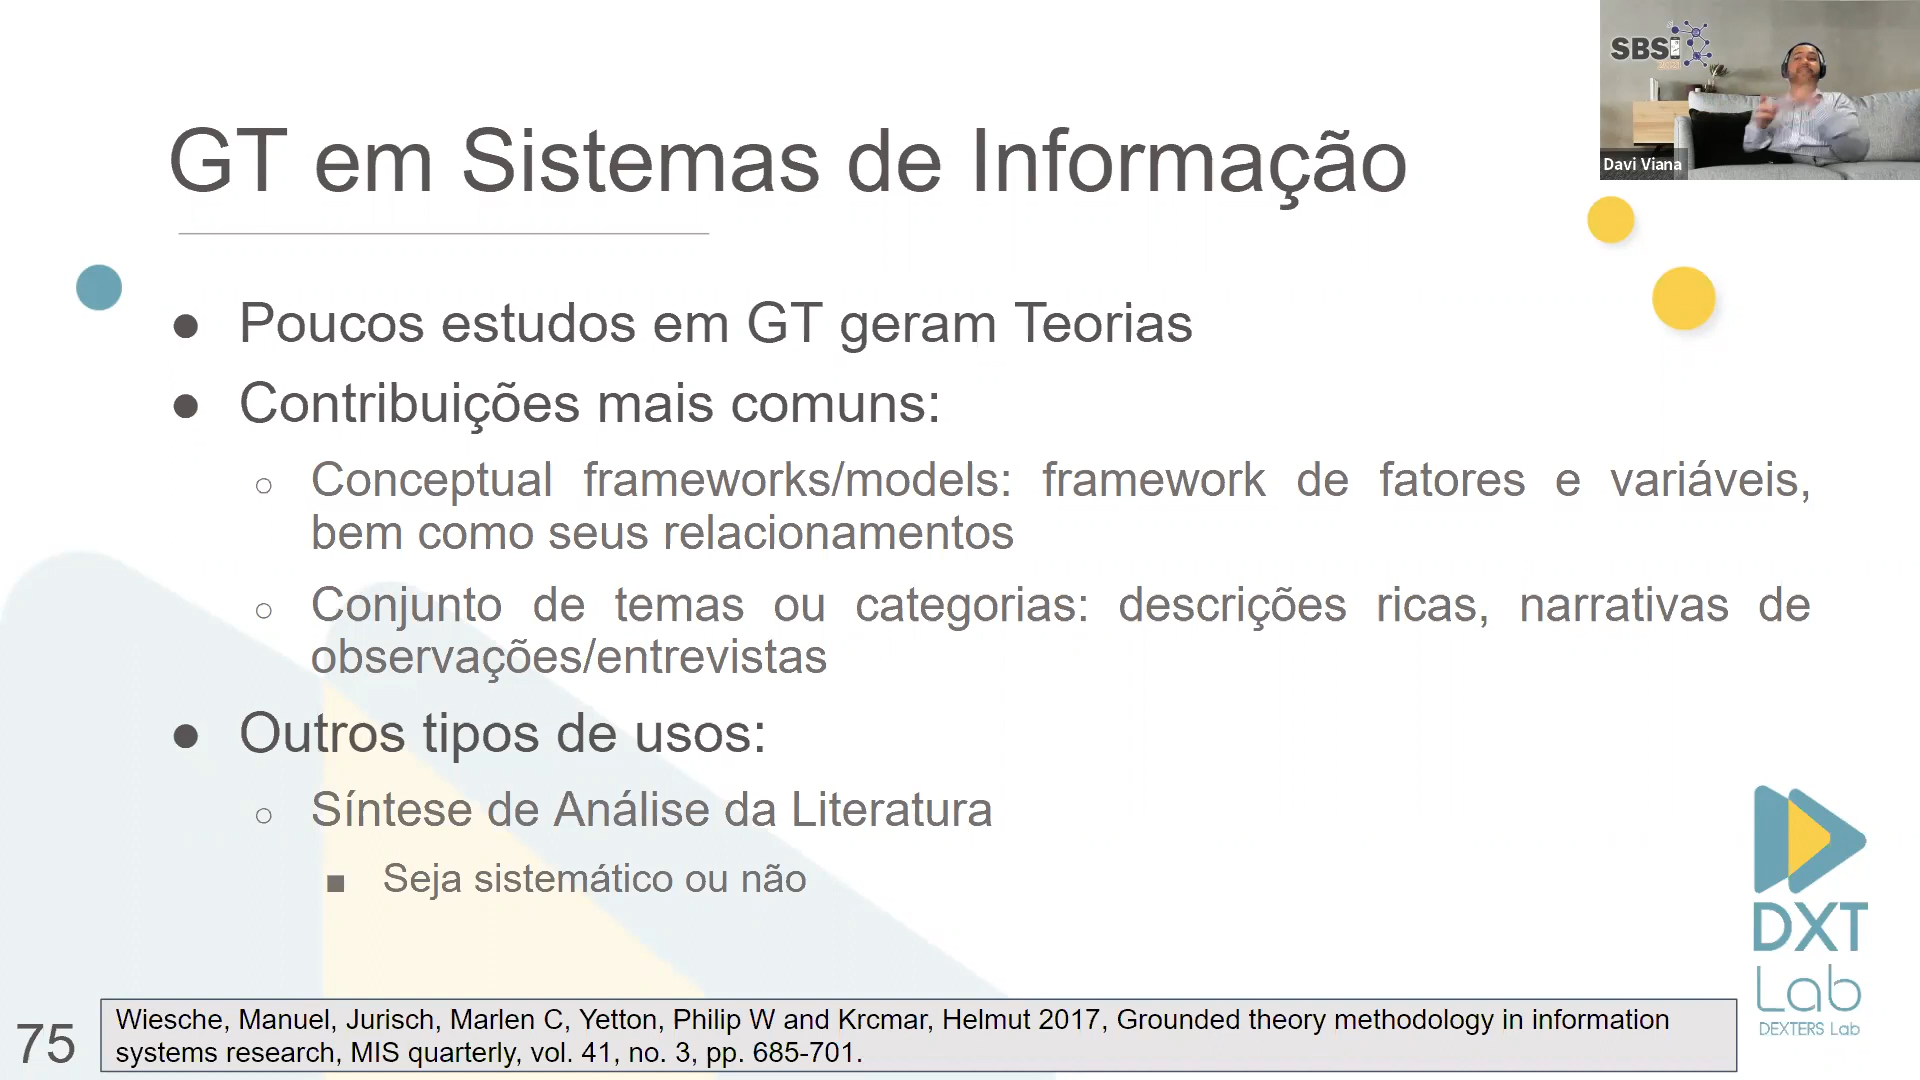 SBSI
Davi Viana
GT em Sistemas de Informação
● Poucos estudos em GT geram Teorias
● Contribuições mais comuns:
○ Conceptual frameworks/models: framework de fatores e variáveis,
bem como seus relacionamentos
○ Conjunto de temas ou categorias: descrições ricas, narrativas de
observações/entrevistas
● Outros tipos de usos:
○ Síntese de Análise da Literatura
■ Seja sistemático ou não
DXT
Lab
DEXTERS Lab
75
Wiesche, Manuel, Jurisch, Marlen C, Yetton, Philip W and Krcmar, Helmut 2017, Grounded theory methodology in information
systems research, MIS quarterly, vol. 41, no. 3, pp. 685-701.